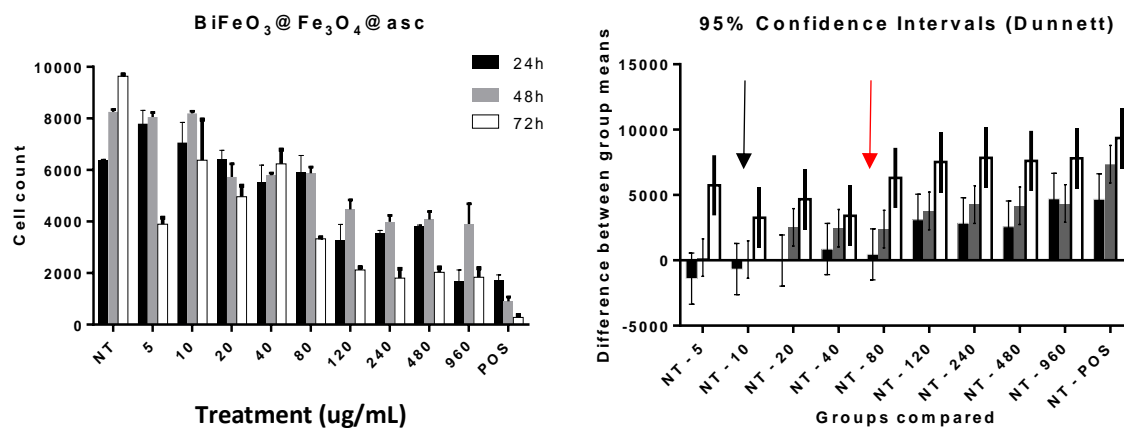 BiFeO₃@Fe₃O₄@asc
24h
48h
72h
Cell count
10000
8000
6000
4000
2000
0
NT
5
10
20
40
80
120
240
480
960
POS
Treatment (ug/mL)
95% Confidence Intervals (Dunnett)
Difference between group means
15000
10000
5000
0
-5000
NT - 5
NT - 10
NT - 20
NT - 40
NT - 80
NT - 120
NT - 240
NT - 480
NT - 960
NT - POS
Groups compared